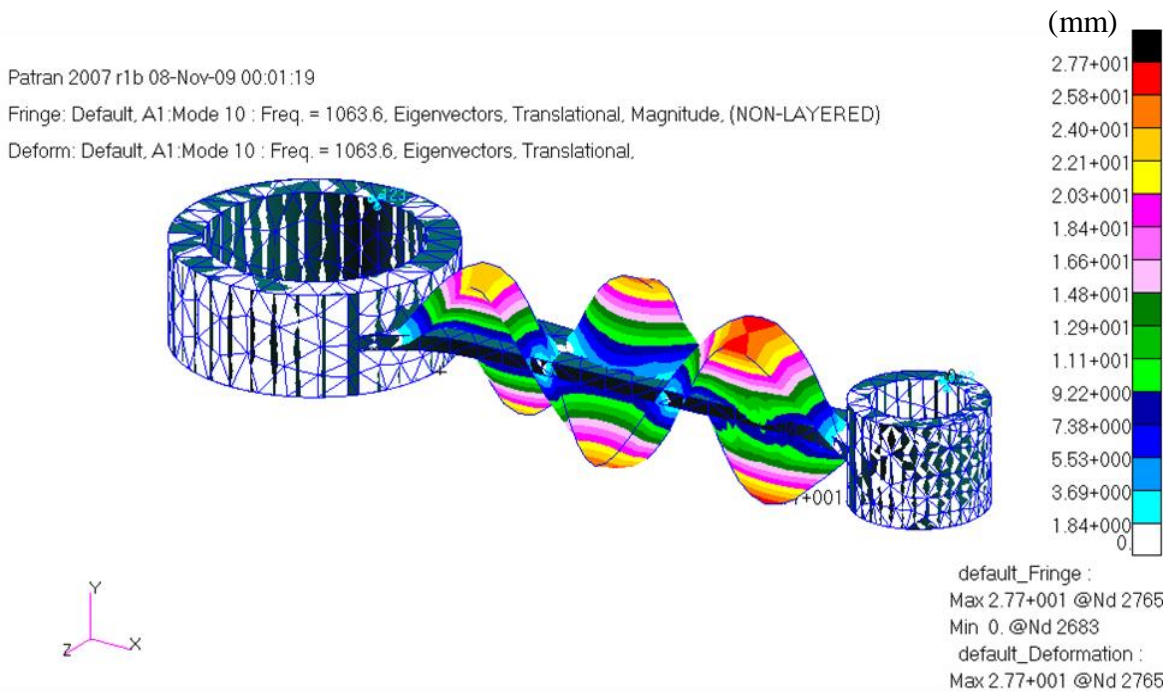 (mm)
Patran 2007 r1b 08-Nov-09 00:01:19
Fringe: Default, A1:Mode 10 : Freq. = 1063.6, Eigenvectors, Translational, Magnitude, (NON-LAYERED)
Deform: Default, A1:Mode 10 : Freq. = 1063.6, Eigenvectors, Translational,
2.77+001
2.58+001
2.40+001
2.21+001
2.03+001
1.84+001
1.66+001
1.48+001
1.29+001
1.11+001
9.22+000
7.38+000
5.53+000
3.69+000
1.84+000
0.
+001
Y
Z
X
default_Fringe :
Max 2.77+001 @Nd 2765
Min 0. @Nd 2683
default_Deformation :
Max 2.77+001 @Nd 2765